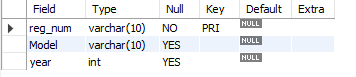 Field Type Null Key Default Extra
reg_num varchar(10) NO PRI NULL
Model varchar(10) YES NULL
year int YES NULL